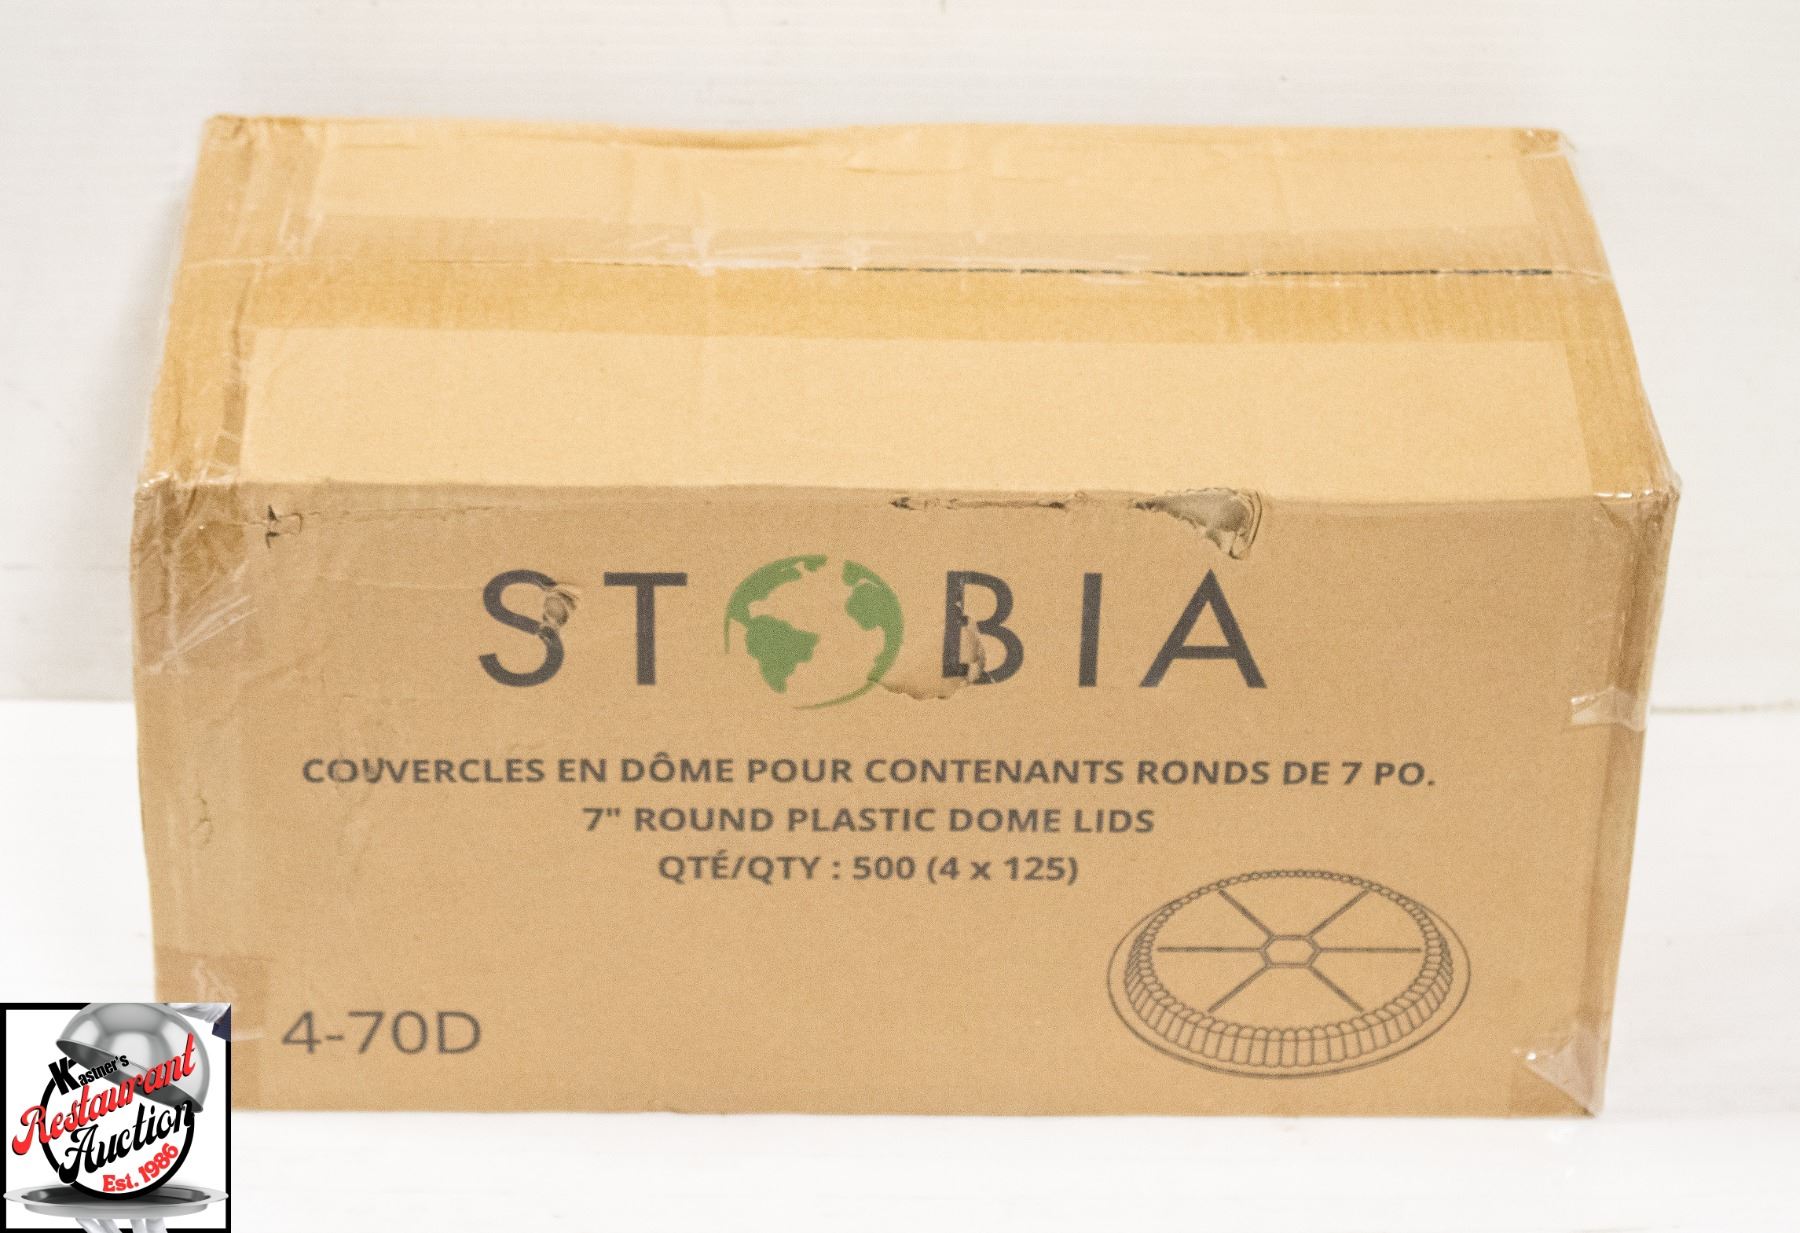 STOBIA
COUVERCLES EN DÔME POUR CONTENANTS RONDS DE 7 PO.
7" ROUND PLASTIC DOME LIDS
QTÉ/QTY : 500 (4 x 125)
4-70D
Kastner's
Restaurant
Auction
Est. 1986